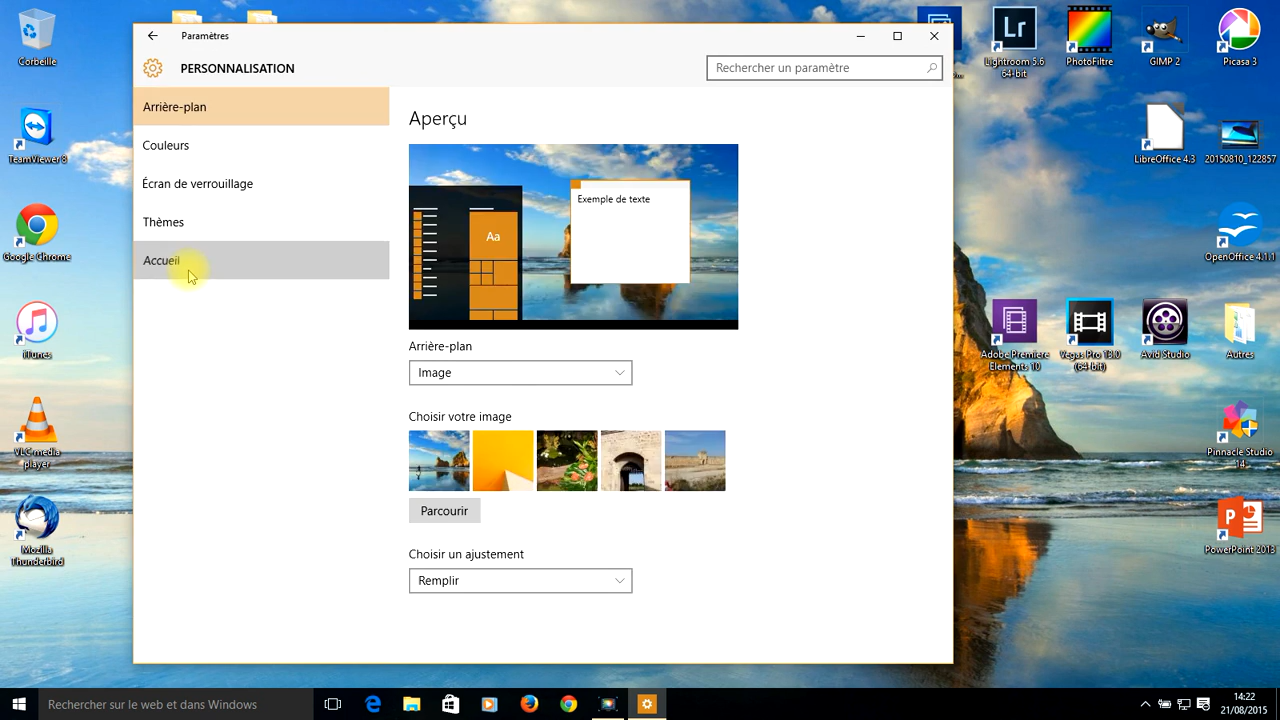 Paramètres
PERSONNALISATION
Rechercher un paramètre
Arrière-plan
Couleurs
Écran de verrouillage
Thèmes
Accueil
Aperçu
Aa
Exemple de texte
Arrière-plan
Image
Choisir votre image
Parcourir
Choisir un ajustement
Remplir
Corbeille
TeamViewer 8
Google Chrome
iTunes
VLC media
player
Mozilla
Thunderbird
Lr
Lightroom 5.6
64-bit
PhotoFiltre
GIMP 2
Picasa 3
LibreOffice 4.3
20150810_122857
OpenOffice 4.1.1
Adobe Premiere
Elements 10
Vegas Pro 13.0
(64-bit)
Avid Studio
Autres
Pinnacle Studio
14
PowerPoint 2013
Rechercher sur le web et dans Windows
14:22
21/08/2015